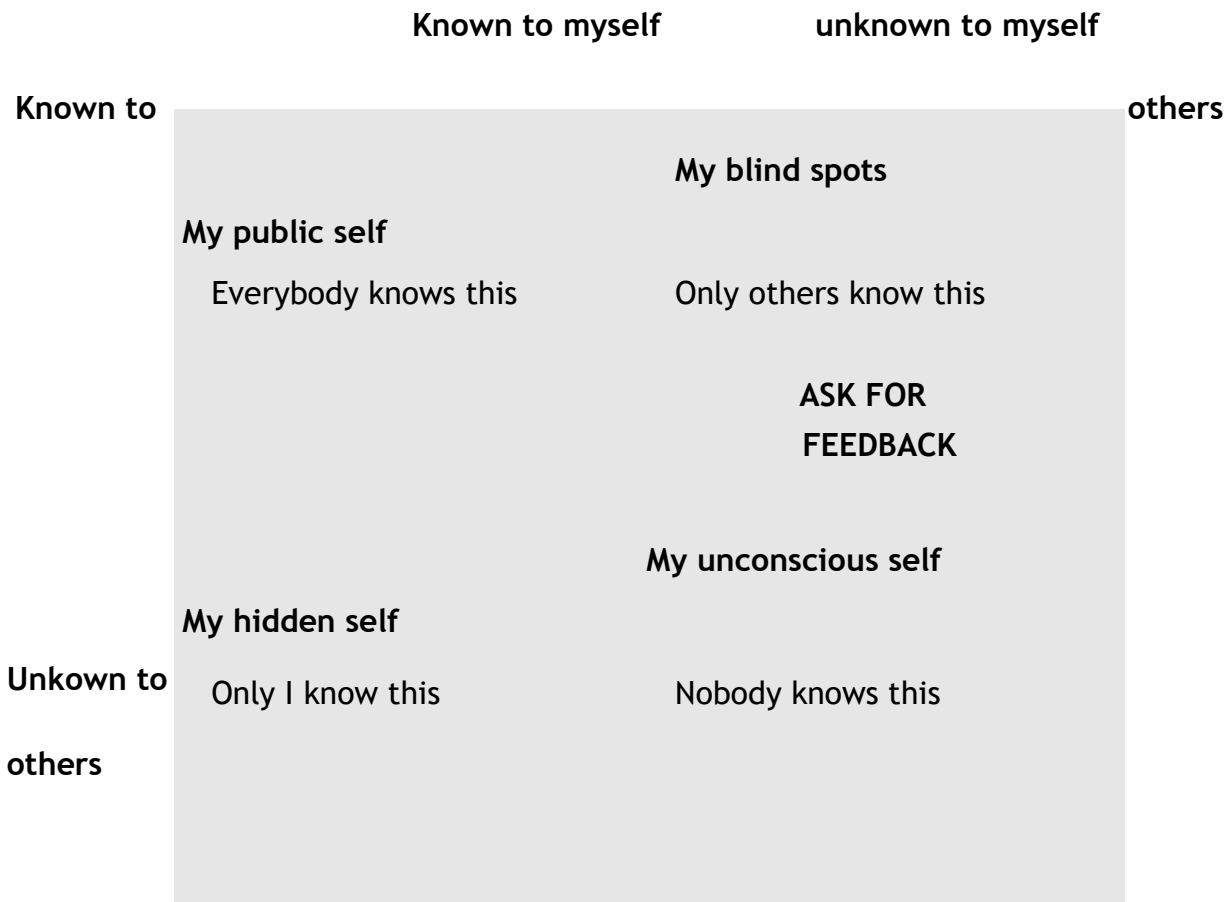 Known to myself unknown to myself
Known to others
My blind spots
My public self
Everybody knows this Only others know this
ASK FOR
FEEDBACK
My unconscious self
My hidden self
Unkown to
Only I know this Nobody knows this
others